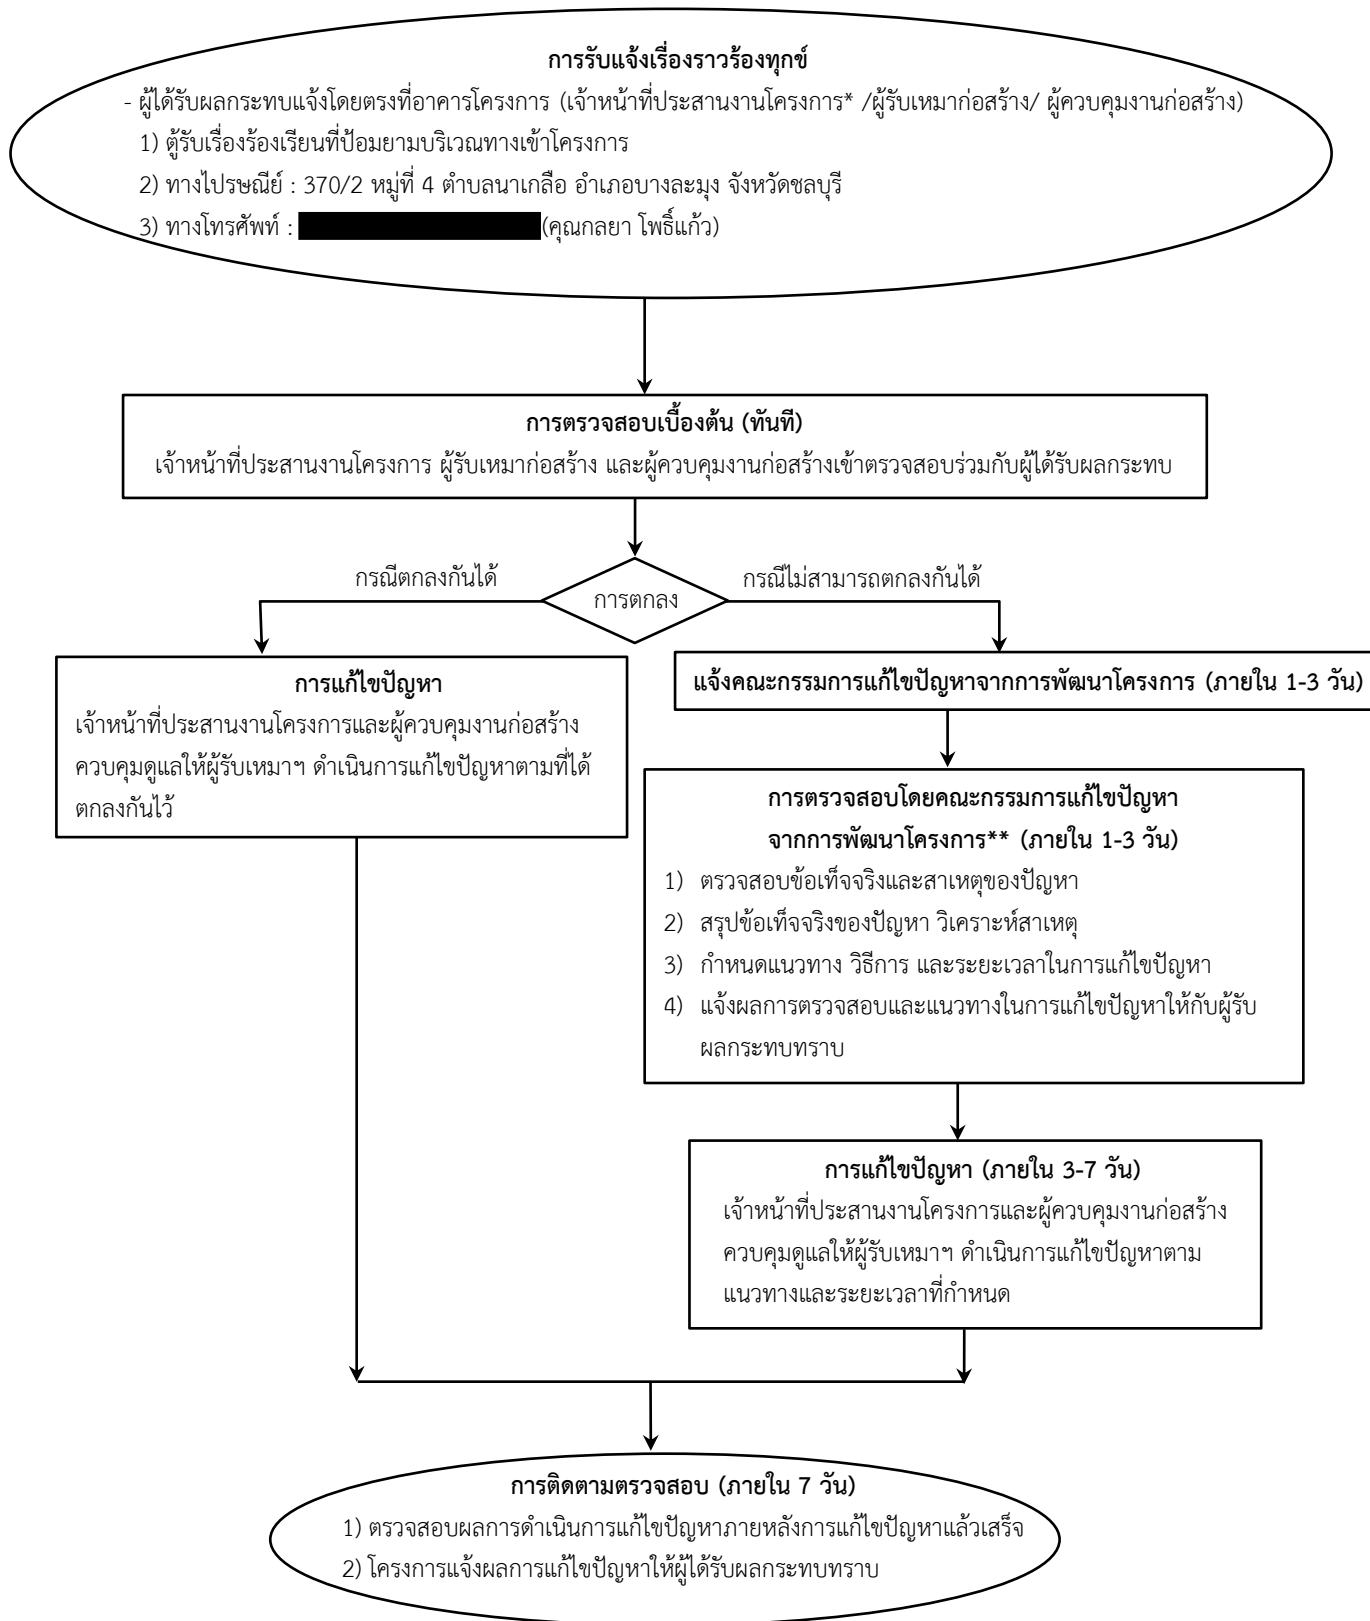 การรับแจ้งเรื่องราวร้องทุกข์
- ผู้ได้รับผลกระทบแจ้งโดยตรงที่อาคารโครงการ (เจ้าหน้าที่ประสานงานโครงการ* /ผู้รับเหมาก่อสร้าง/ ผู้ควบคุมงานก่อสร้าง)
1) ตู้รับเรื่องร้องเรียนที่ป้อมยามบริเวณทางเข้าโครงการ
2) ทางไปรษณีย์ : 370/2 หมู่ที่ 4 ตำบลนาเกลือ อำเภอบางละมุง จังหวัดชลบุรี
3) ทางโทรศัพท์ : (คุณกลยา โพธิ์แก้ว)
การตรวจสอบเบื้องต้น (ทันที)
เจ้าหน้าที่ประสานงานโครงการ ผู้รับเหมาก่อสร้าง และผู้ควบคุมงานก่อสร้างเข้าตรวจสอบร่วมกับผู้ได้รับผลกระทบ
กรณีตกลงกันได้
การตกลง
กรณีไม่สามารถตกลงกันได้
การแก้ไขปัญหา
เจ้าหน้าที่ประสานงานโครงการและผู้ควบคุมงานก่อสร้าง
ควบคุมดูแลให้ผู้รับเหมาฯ ดำเนินการแก้ไขปัญหาตามที่ได้
ตกลงกันไว้
แจ้งคณะกรรมการแก้ไขปัญหาจากการพัฒนาโครงการ (ภายใน 1-3 วัน)
การตรวจสอบโดยคณะกรรมการแก้ไขปัญหา
จากการพัฒนาโครงการ** (ภายใน 1-3 วัน)
1) ตรวจสอบข้อเท็จจริงและสาเหตุของปัญหา
2) สรุปข้อเท็จจริงของปัญหา วิเคราะห์สาเหตุ
3) กำหนดแนวทาง วิธีการ และระยะเวลาในการแก้ไขปัญหา
4) แจ้งผลการตรวจสอบและแนวทางในการแก้ไขปัญหาให้กับผู้รับ
ผลกระทบทราบ
การแก้ไขปัญหา (ภายใน 3-7 วัน)
เจ้าหน้าที่ประสานงานโครงการและผู้ควบคุมงานก่อสร้าง
ควบคุมดูแลให้ผู้รับเหมาฯ ดำเนินการแก้ไขปัญหาตาม
แนวทางและระยะเวลาที่กำหนด
การติดตามตรวจสอบ (ภายใน 7 วัน)
1) ตรวจสอบผลการดำเนินการแก้ไขปัญหาภายหลังการแก้ไขปัญหาแล้วเสร็จ
2) โครงการแจ้งผลการแก้ไขปัญหาให้ผู้ได้รับผลกระทบทราบ